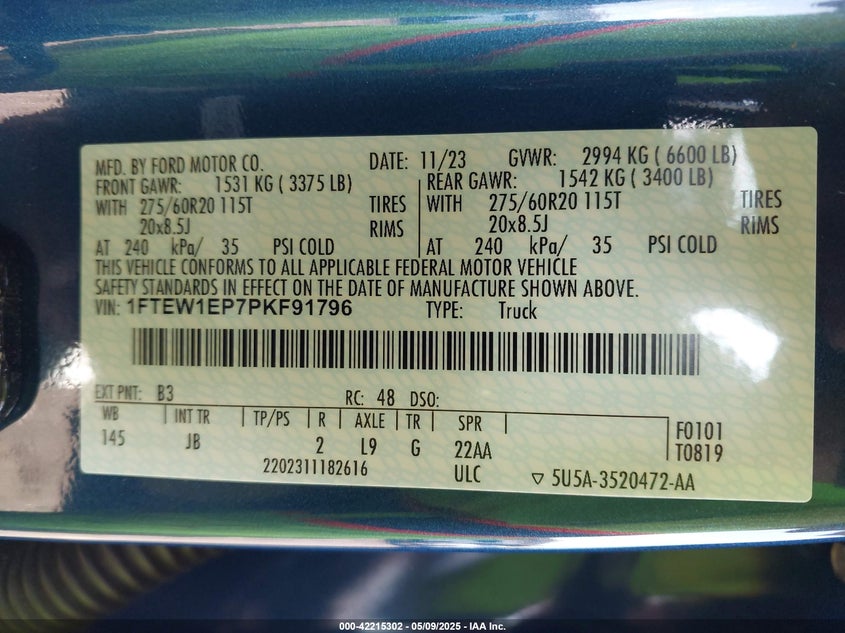 MFD. BY FORD MOTOR CO. DATE: 11/23 GVWR: 2994 KG ( 6600 LB)
FRONT GAWR: 1531 KG ( 3375 LB) REAR GAWR: 1542 KG ( 3400 LB)
WITH 275/60R20 115T TIRES WITH 275/60R20 115T TIRES
20x8.5J RIMS 20x8.5J RIMS
AT 240 kPa/ 35 PSI COLD AT 240 kPa/ 35 PSI COLD
THIS VEHICLE CONFORMS TO ALL APPLICABLE FEDERAL MOTOR VEHICLE
SAFETY STANDARDS IN EFFECT ON THE DATE OF MANUFACTURE SHOWN ABOVE.
VIN: 1FTEW1EP7PKF91796 TYPE: Truck
EXT PNT: B3 RC: 48 DSO:
WB INT TR TP/PS R AXLE TR SPR F0101
145 JB 2 L9 G 22AA T0819
2202311182616 ULC ▽ 5U5A-3520472-AA
000-42215302 - 05/09/2025 - IAA Inc.